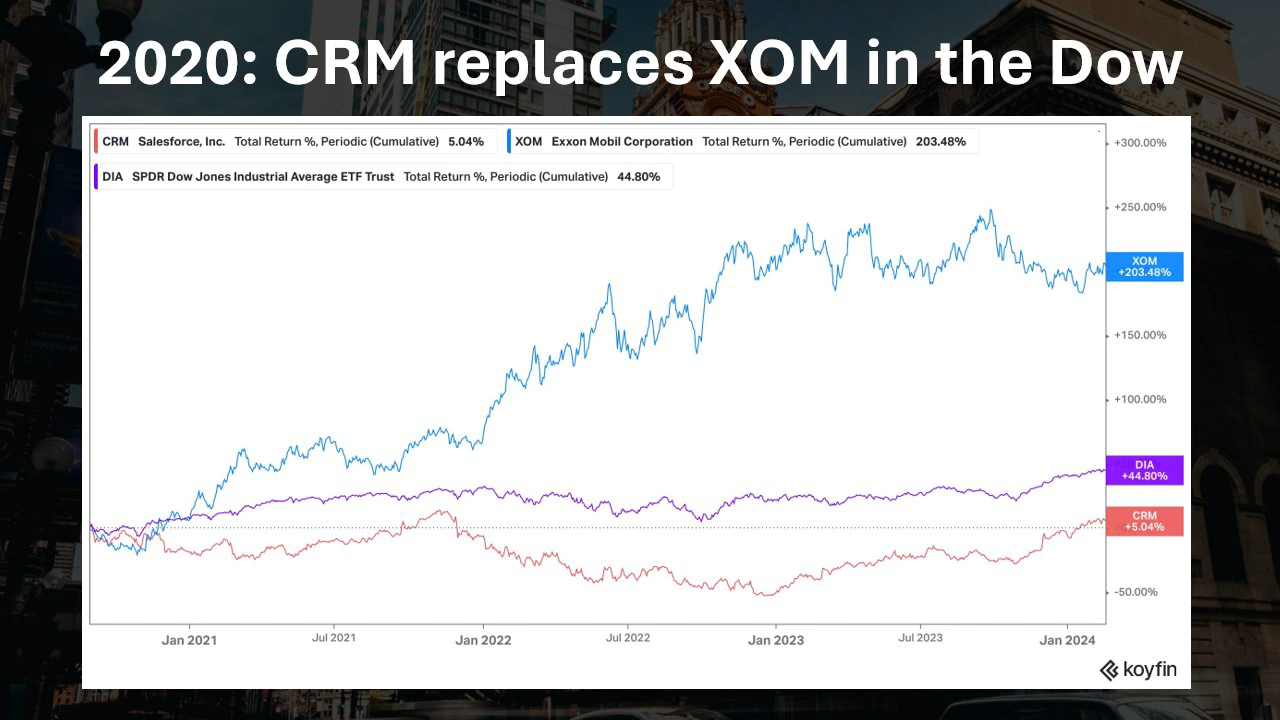 2020: CRM replaces XOM in the Dow
CRM Salesforce, Inc. Total Return %, Periodic (Cumulative) 5.04%
XOM Exxon Mobil Corporation Total Return %, Periodic (Cumulative) 203.48%
DIA SPDR Dow Jones Industrial Average ETF Trust Total Return %, Periodic (Cumulative) 44.80%
+300.00%
+250.00%
XOM
+203.48%
+150.00%
+100.00%
DIA
+44.80%
CRM
+5.04%
-50.00%
Jan 2021
Jul 2021
Jan 2022
Jul 2022
Jan 2023
Jul 2023
Jan 2024
koyfin